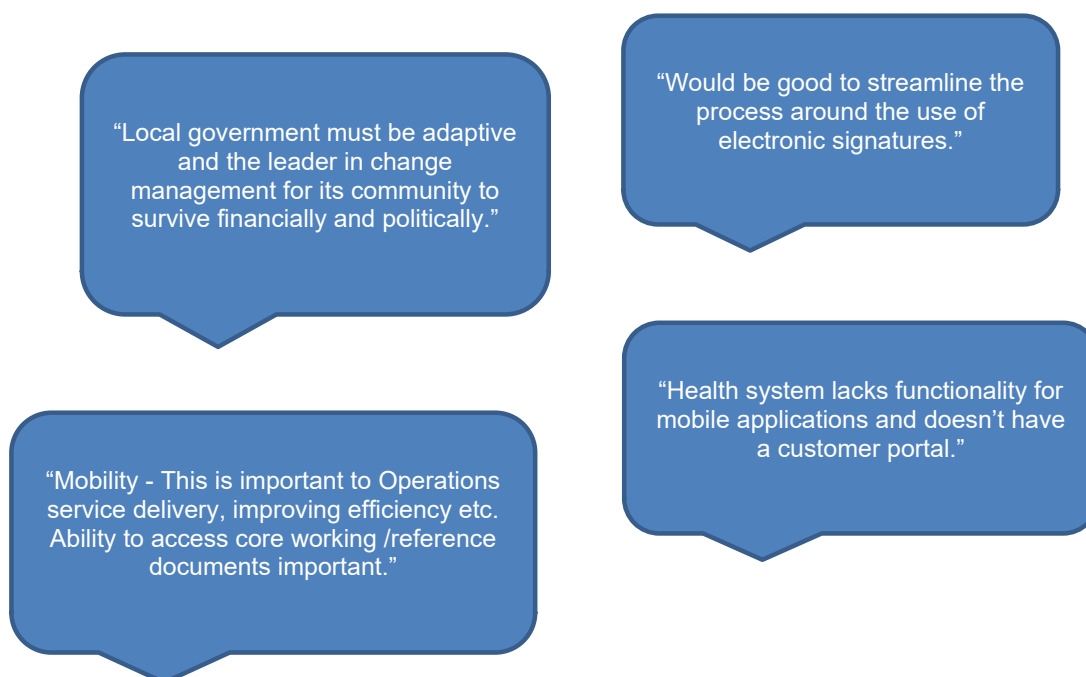 “Local government must be adaptive
and the leader in change
management for its community to
survive financially and politically.”
“Would be good to streamline the
process around the use of
electronic signatures.”
“Mobility - This is important to Operations
service delivery, improving efficiency etc.
Ability to access core working /reference
documents important.”
“Health system lacks functionality for
mobile applications and doesn’t have
a customer portal.”